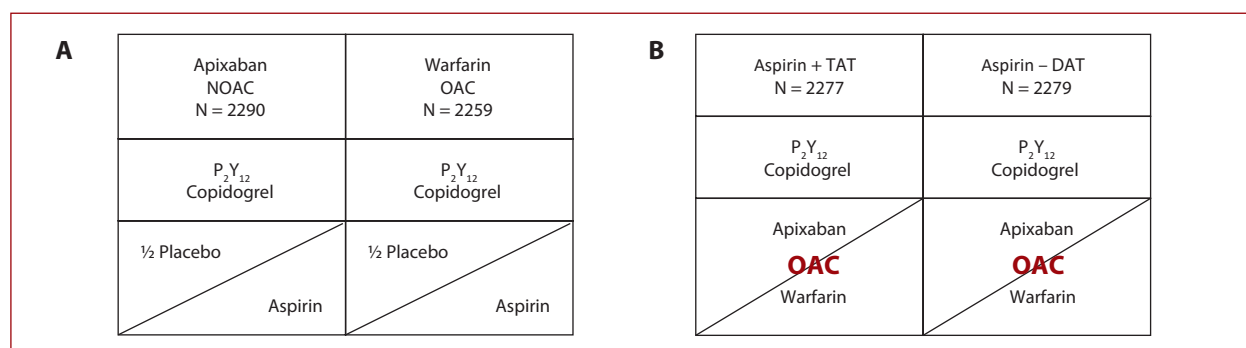 A
Apixaban
NOAC
N = 2290
Warfarin
OAC
N = 2259
P2Y12
Copidogrel
P2Y12
Copidogrel
½ Placebo
Aspirin
½ Placebo
Aspirin
B
Aspirin + TAT
N = 2277
Aspirin – DAT
N = 2279
P2Y12
Copidogrel
P2Y12
Copidogrel
Apixaban
OAC
Warfarin
Apixaban
OAC
Warfarin